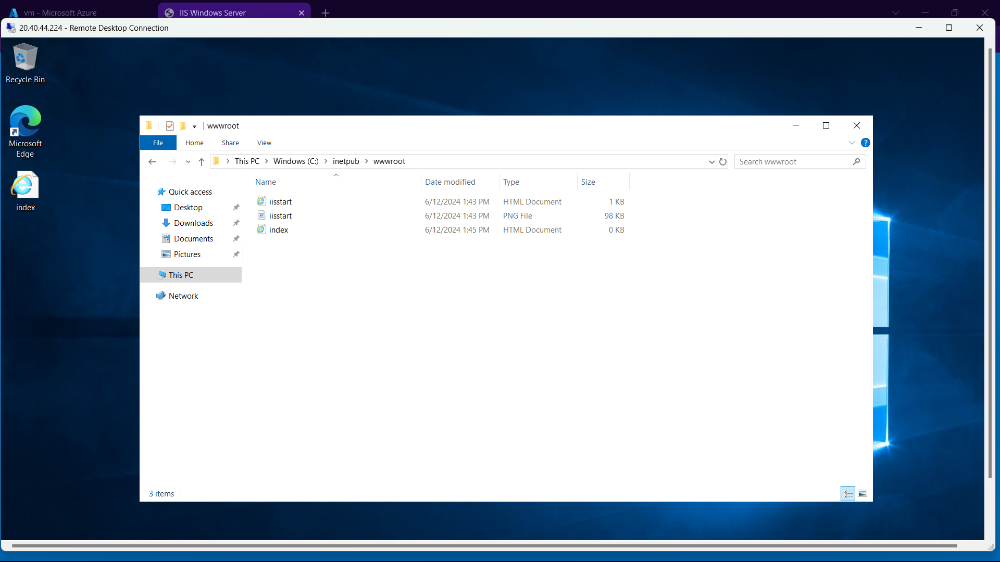 vm - Microsoft Azure
IIS Windows Server
20.40.44.224 - Remote Desktop Connection
Recycle Bin
Microsoft
Edge
index
wwwroot
File Home Share View
This PC Windows (C:) inetpub wwwroot
Search wwwroot
Name Date modified Type Size
Quick access
Desktop
Downloads
Documents
Pictures
This PC
Network
iisstart 6/12/2024 1:43 PM HTML Document 1 KB
iisstart 6/12/2024 1:43 PM PNG File 98 KB
index 6/12/2024 1:45 PM HTML Document 0 KB
3 items